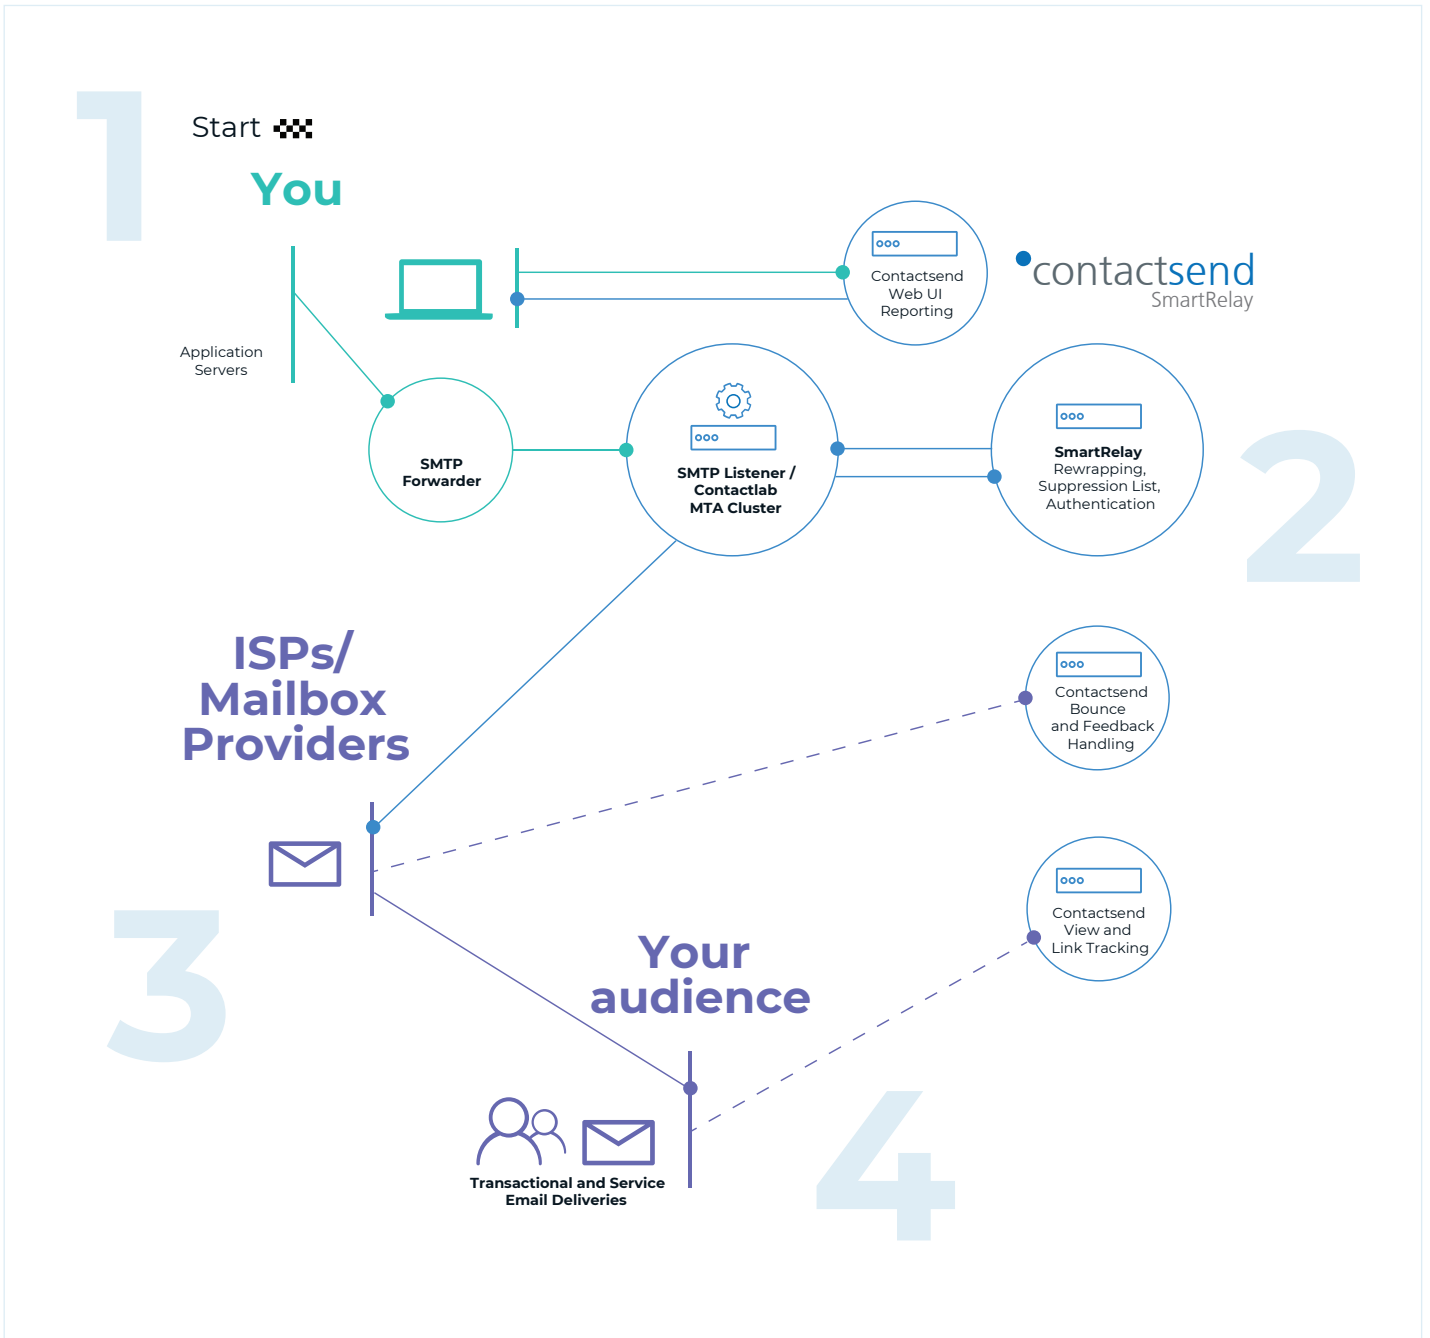 1
Start
You
Application
Servers
Contactsend
Web UI
Reporting
contactsend
SmartRelay
SMTP
Forwarder
SMTP Listener /
Contactlab
MTA Cluster
SmartRelay
Rewrapping,
Suppression List,
Authentication
2
ISPs/
Mailbox
Providers
Contactsend
Bounce
and Feedback
Handling
3
Contactsend
View and
Link Tracking
Your
audience
Transactional and Service
Email Deliveries
4